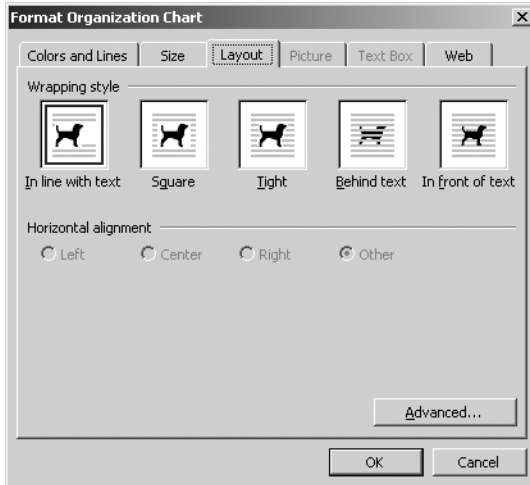 Format Organization Chart
Colors and Lines Size Layout Picture Text Box Web
Wrapping style
In line with text Square Tight Behind text In front of text
Horizontal alignment
Left Center Right Other
Advanced...
OK Cancel